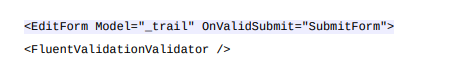 <EditForm Model="_trail" OnValidSubmit="SubmitForm">
<FluentValidationValidator />